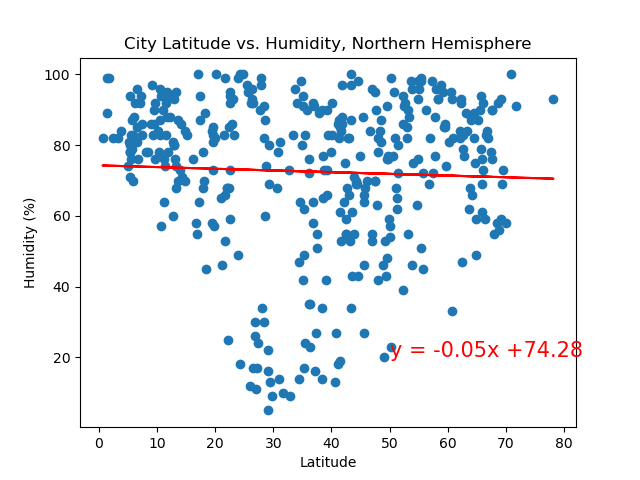 City Latitude vs. Humidity, Northern Hemisphere
100
80
60
40
20
Humidity (%)
y = -0.05x +74.28
0 10 20 30 40 50 60 70 80
Latitude